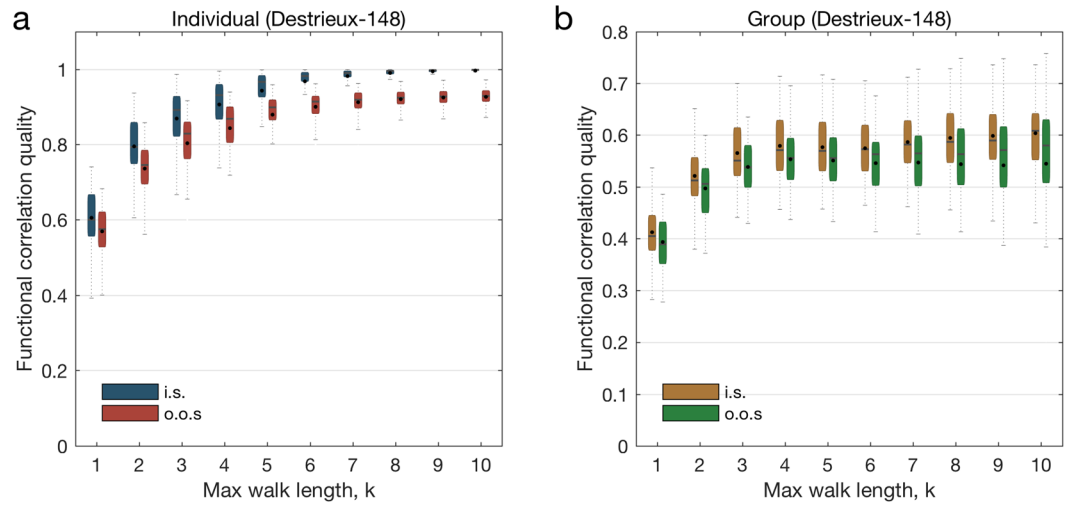 a
Individual (Destrieux-148)
Functional correlation quality
1
0.8
0.6
0.4
0.2
0
i.s.
o.o.s
1 2 3 4 5 6 7 8 9 10
Max walk length, k
b
Group (Destrieux-148)
Functional correlation quality
0.8
0.7
0.6
0.5
0.4
0.3
0.2
0.1
0
i.s.
o.o.s
1 2 3 4 5 6 7 8 9 10
Max walk length, k